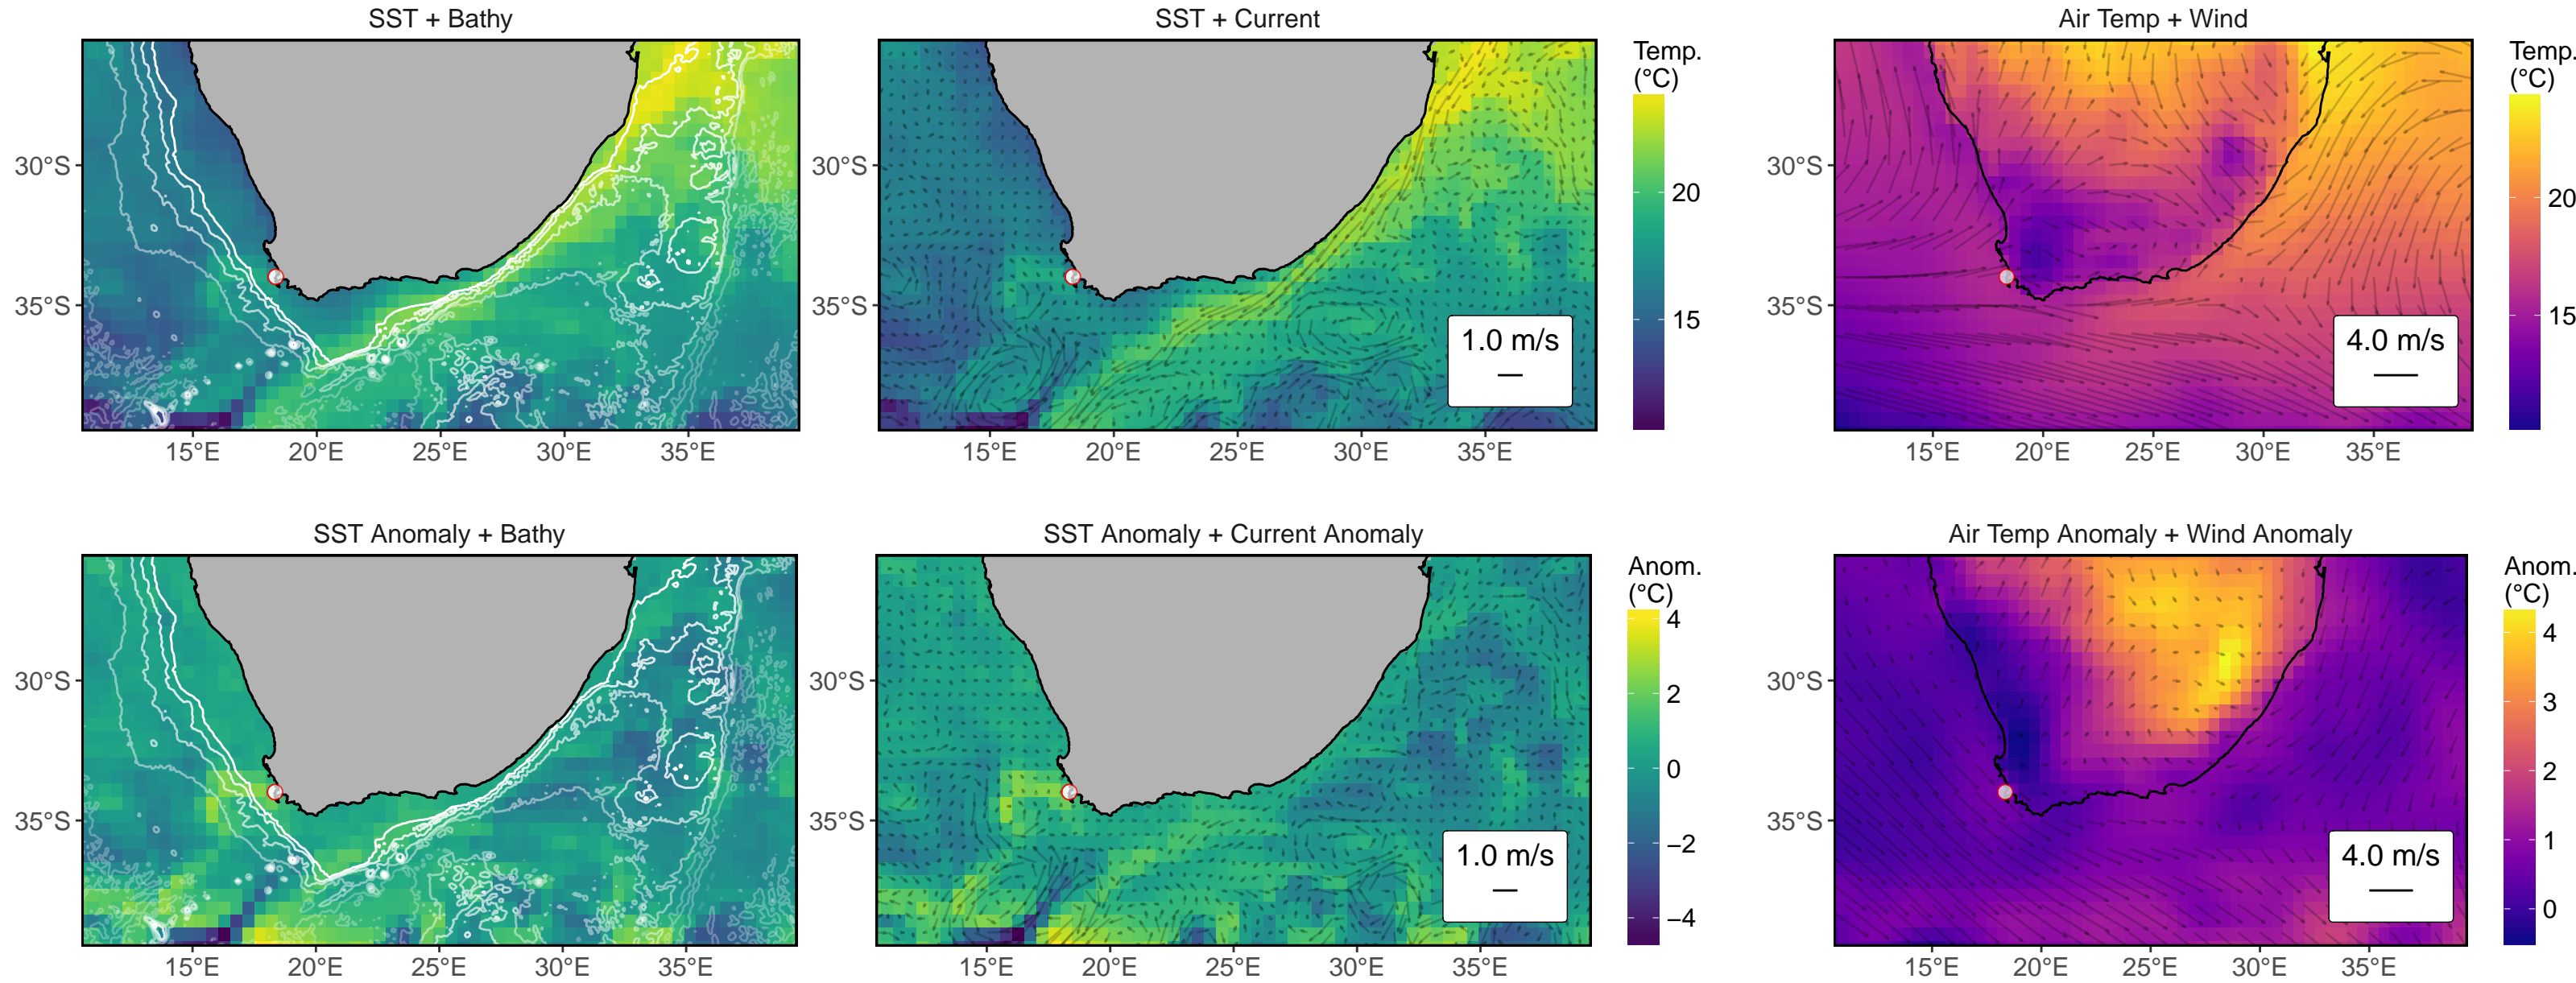 SST + Bathy
SST + Current
Air Temp + Wind
30°S
35°S
15°E 20°E 25°E 30°E 35°E
30°S
35°S
15°E 20°E 25°E 30°E 35°E
1.0 m/s
Temp.
(°C)
20
15
30°S
35°S
15°E 20°E 25°E 30°E 35°E
4.0 m/s
Temp.
(°C)
20
15
SST Anomaly + Bathy
SST Anomaly + Current Anomaly
Air Temp Anomaly + Wind Anomaly
30°S
35°S
15°E 20°E 25°E 30°E 35°E
30°S
35°S
15°E 20°E 25°E 30°E 35°E
1.0 m/s
Anom.
(°C)
4
2
0
−2
−4
30°S
35°S
15°E 20°E 25°E 30°E 35°E
4.0 m/s
Anom.
(°C)
4
3
2
1
0